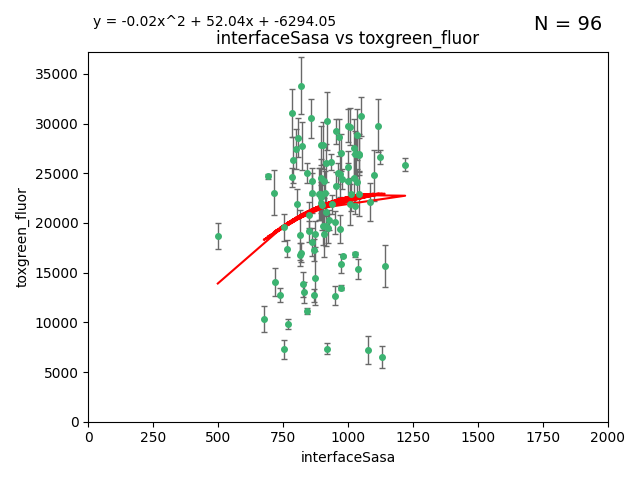 y = -0.02x^2 + 52.04x + -6294.05
N = 96
interfaceSasa vs toxgreen_fluor
35000
30000
25000
20000
15000
10000
5000
0
toxgreen_fluor
0 250 500 750 1000 1250 1500 1750 2000
interfaceSasa